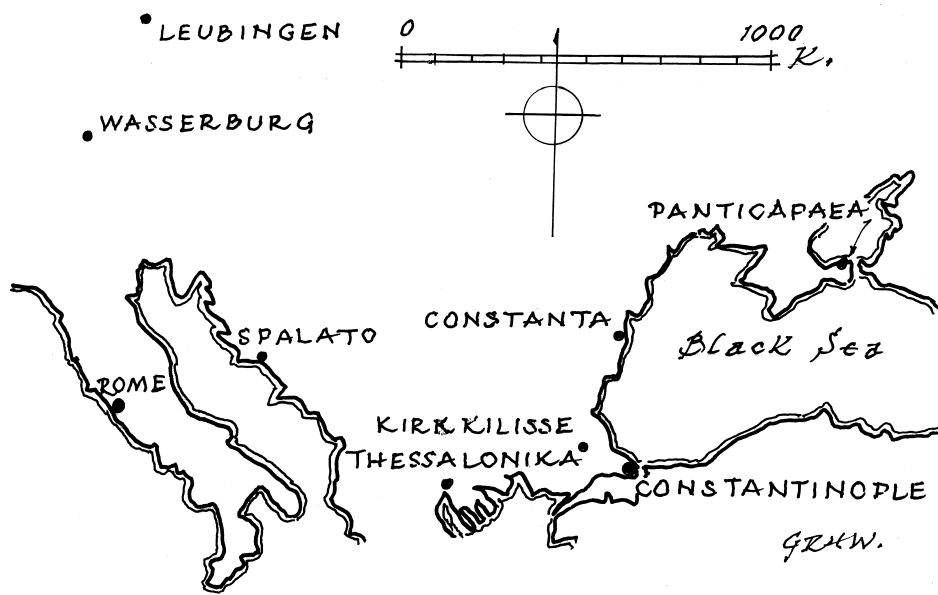 LEUBINGEN
0 1000 K.
WASSERBURG
PANTICAPAEA
CONSTANTA
Black Sea
SPALATO
ROME
KIRK KILISSE
THESSALONIKA
CONSTANTINOPLE
GRHW.